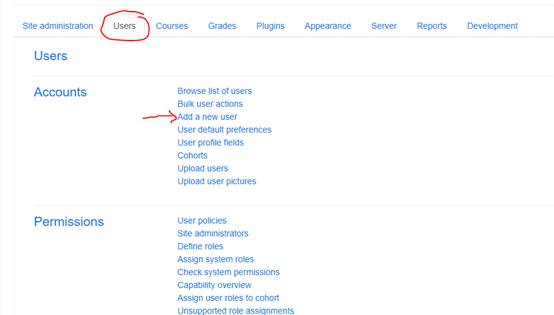 Site administration Users Courses Grades Plugins Appearance Server Reports Development
Users
Accounts
Browse list of users
Bulk user actions
Add a new user
User default preferences
User profile fields
Cohorts
Upload users
Upload user pictures
Permissions
User policies
Site administrators
Define roles
Assign system roles
Check system permissions
Capability overview
Assign user roles to cohort
Unsupported role assignments